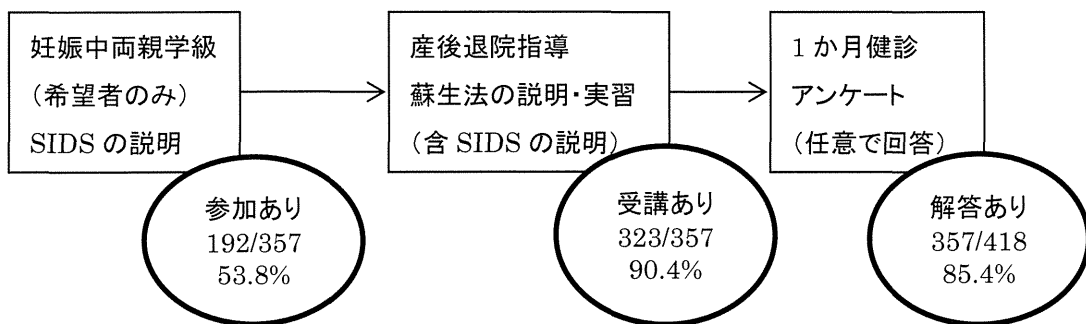 妊娠中両親学級
(希望者のみ)
SIDS の説明
参加あり
192/357
53.8%
産後退院指導
蘇生法の説明・実習
(含 SIDS の説明)
受講あり
323/357
90.4%
1 か月健診
アンケート
(任意で回答)
解答あり
357/418
85.4%